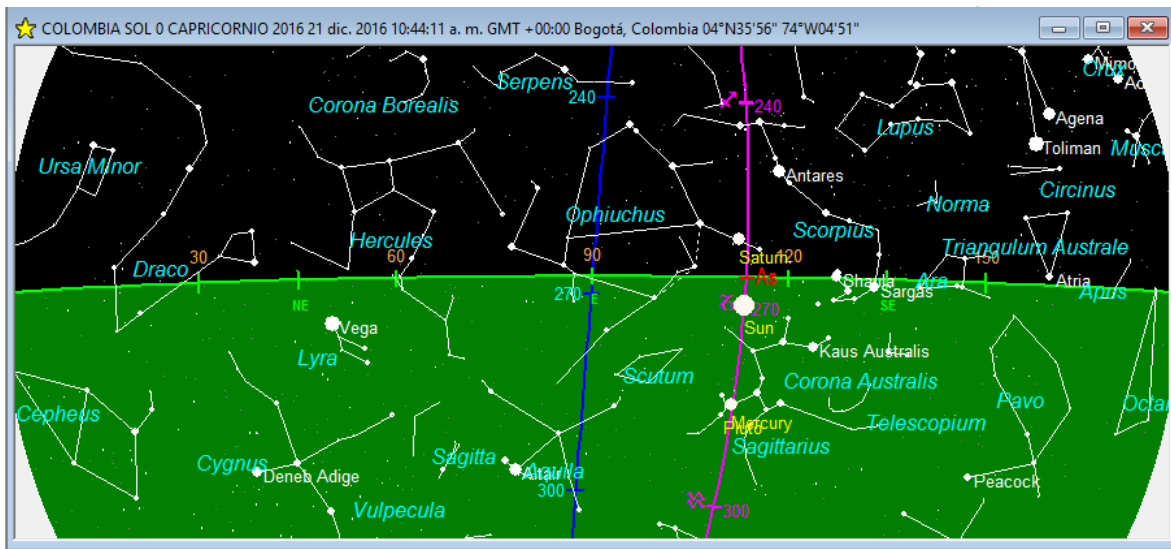 COLOMBIA SOL 0 CAPRICORNIO 2016 21 dic. 2016 10:44:11 a. m. GMT +00:00 Bogotá, Colombia 04°N35'56" 74°W04'51"
Serpens
Crux
Corona Borealis
240
♐ 240
Agena
Lupus
Toliman
Ursa Minor
Antares
Circinus
Ophiuchus
Norma
Hercules
Scorpius
Triangulum Australe
Saturn
30
60
90
120
150
Draco
As
Shaula
Ara
Atria
Sargas
Apus
270
E
♑ 270
NE
SE
Vega
Sun
Lyra
Kaus Australis
Scutum
Corona Australis
Cepheus
Pavo
Mercury
Pluto
Telescopium
Sagittarius
Cygnus
Deneb Adige
Sagitta
Aquila
Altair
Peacock
300
♒ 300
Vulpecula